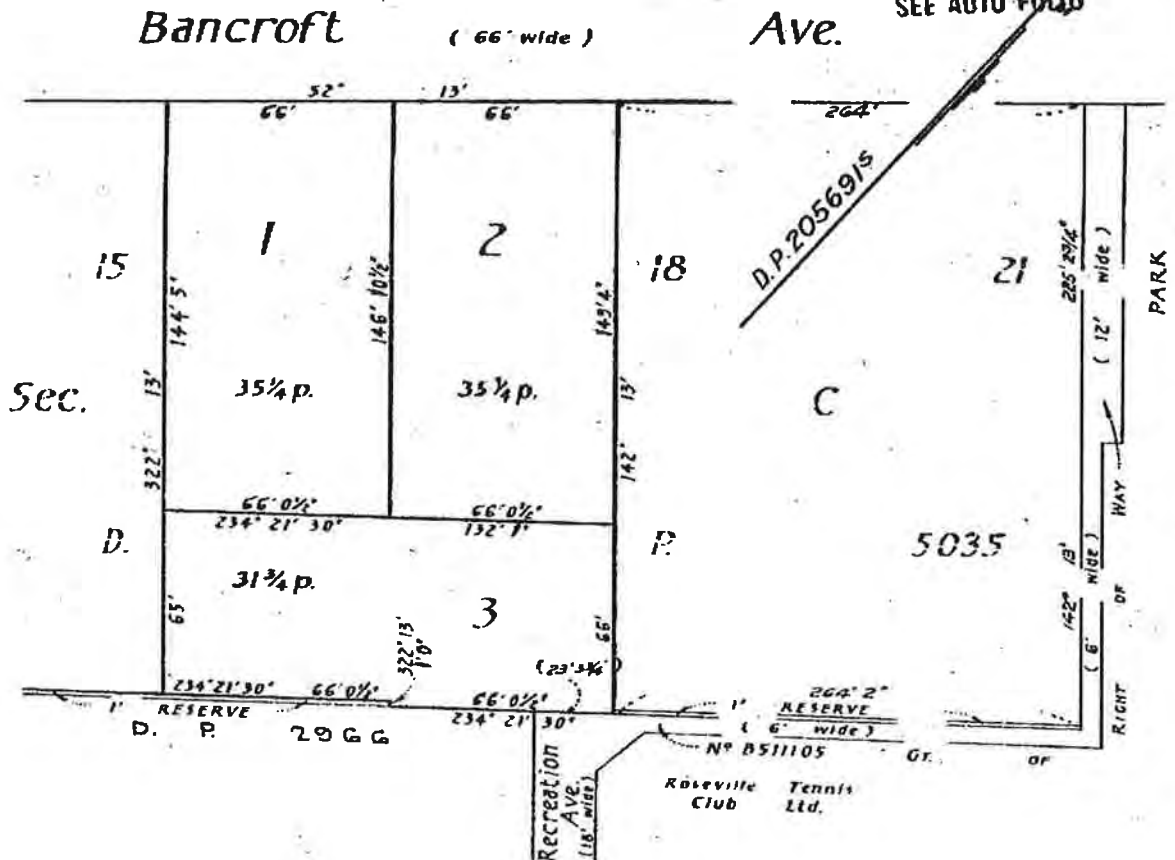 SEE AUTO FOLIO
Bancroft ( 66' wide ) Ave.
52° 13'
66' 66' 264'
D.P. 205691S
1 2
15 18 21
144' 5" 146' 10½" 149' 4" 225' 2¾"
( 12' wide )
PARK
Sec. 13' 35¼ p. 35¼ p. 13' C
322° 142°
66' 0½" 66' 0½"
234° 21' 30" 132' 1"
D. P. 5035
31¾ p.
3
65' 66' 142° 13'
( 6' wide )
RIGHT OF WAY
322° 13'
1' 0"
( 23' 3¾" )
234° 21' 30" 66' 0½" 66' 0½" 264' 2"
1' RESERVE 234° 21' 30" 1' RESERVE
D. P. 2966 ( 6' wide )
Nº B511105 Gt. OF
Roseville Tennis
Club Ltd.
Recreation
Ave.
(18' wide)